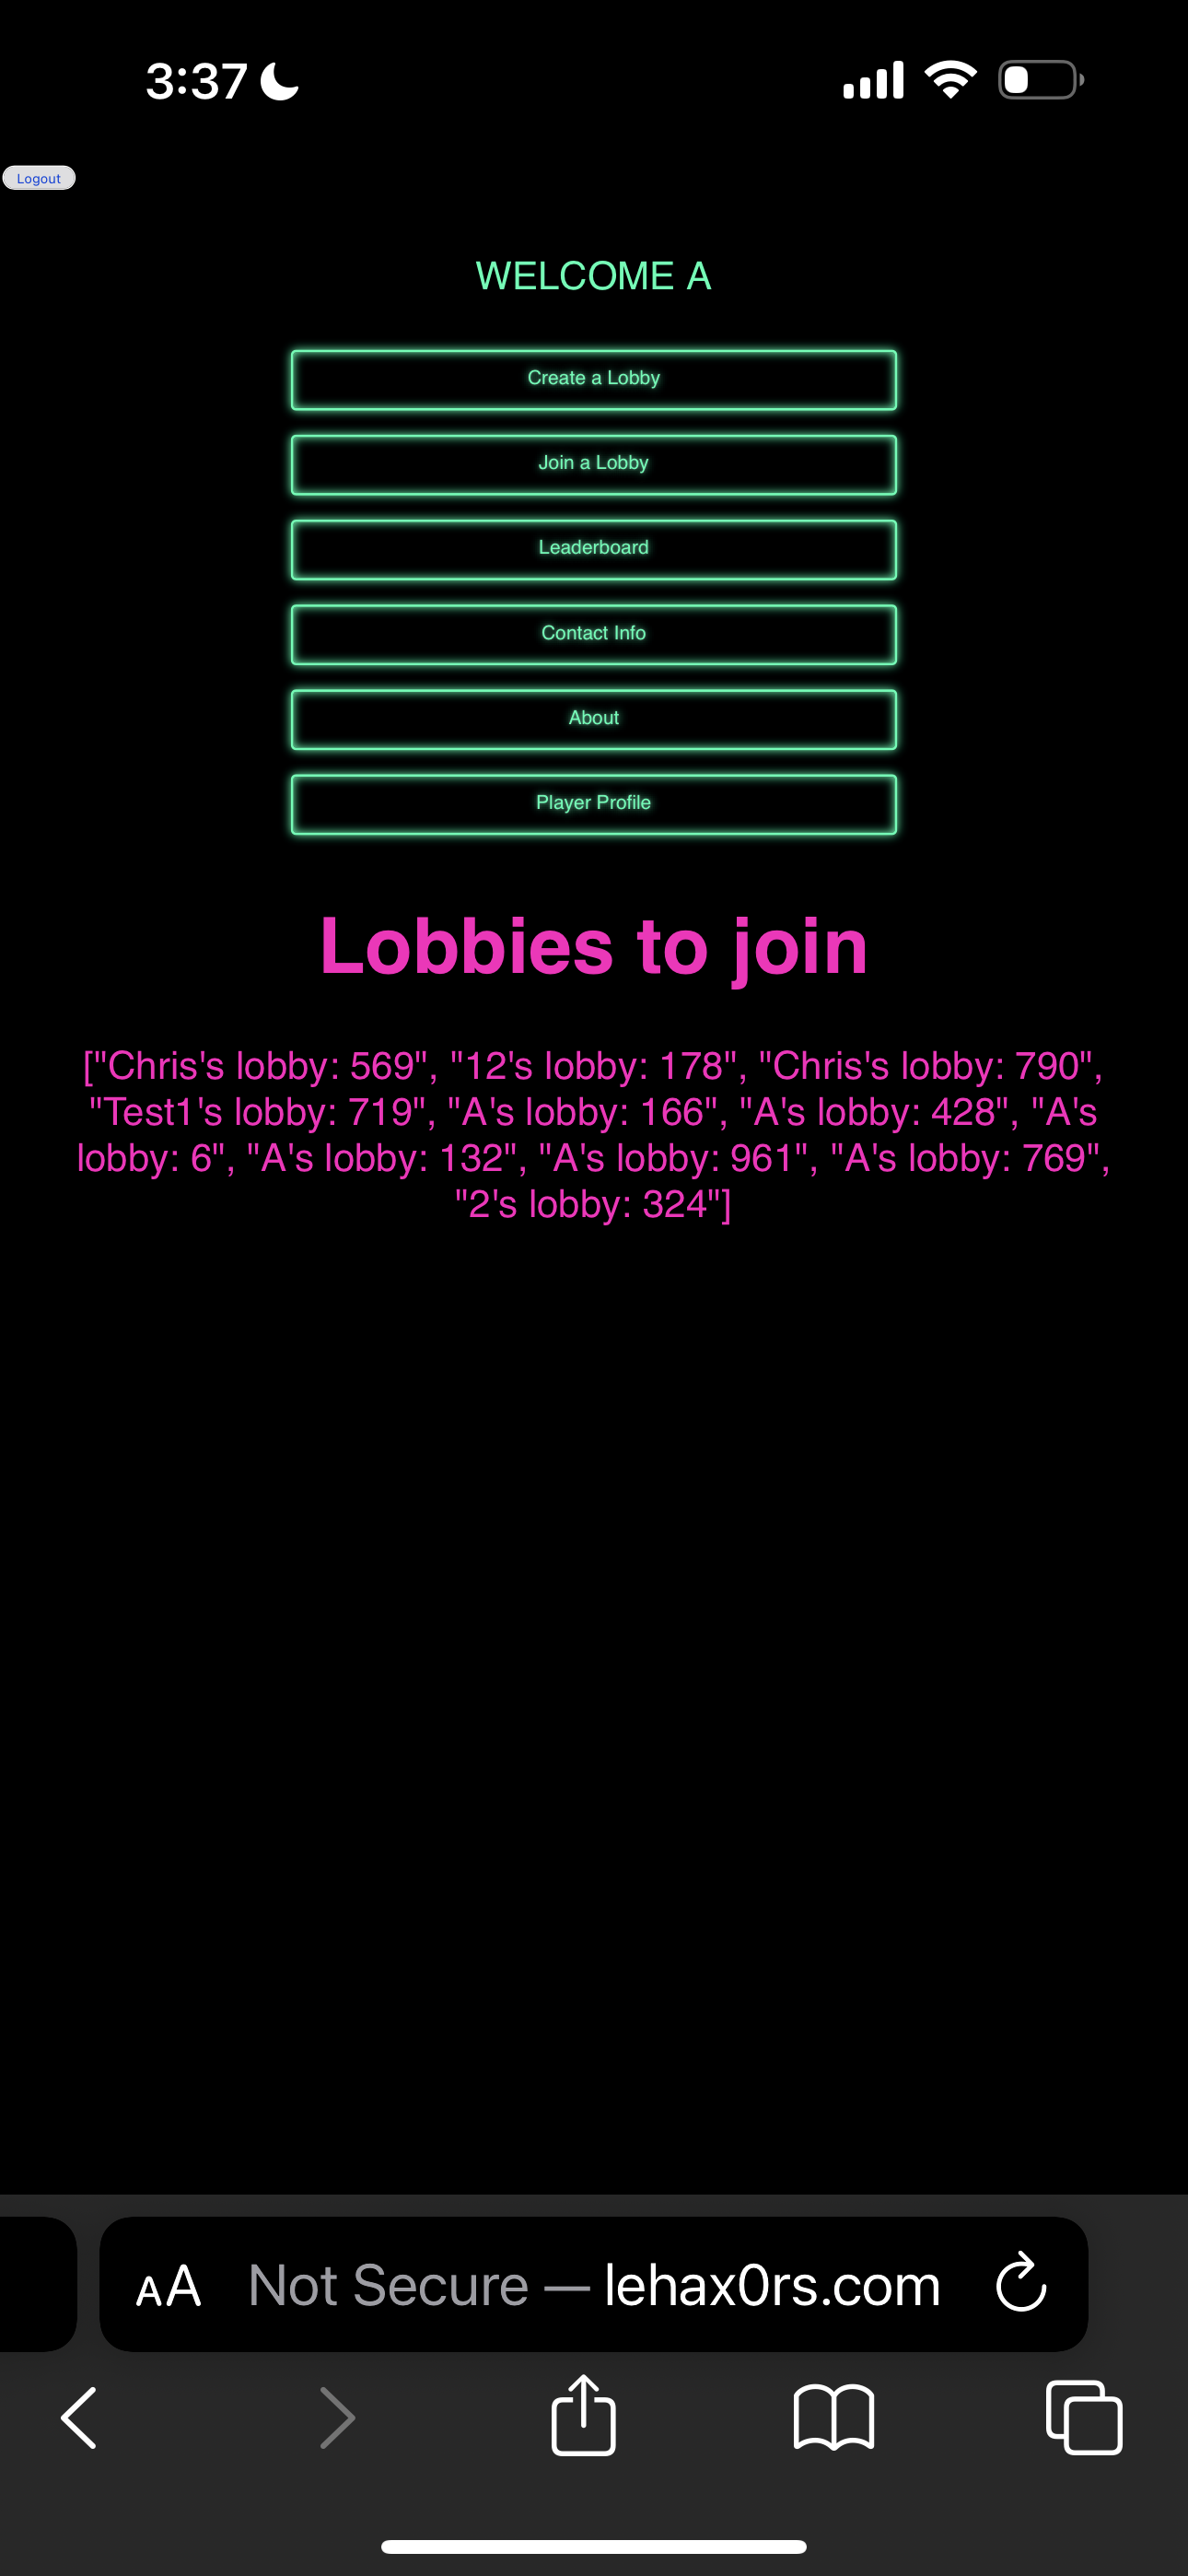 3:37
Logout
WELCOME A
Create a Lobby
Join a Lobby
Leaderboard
Contact Info
About
Player Profile
Lobbies to join
["Chris's lobby: 569", "12's lobby: 178", "Chris's lobby: 790",
"Test1's lobby: 719", "A's lobby: 166", "A's lobby: 428", "A's
lobby: 6", "A's lobby: 132", "A's lobby: 961", "A's lobby: 769",
"2's lobby: 324"]
AA Not Secure — lehax0rs.com